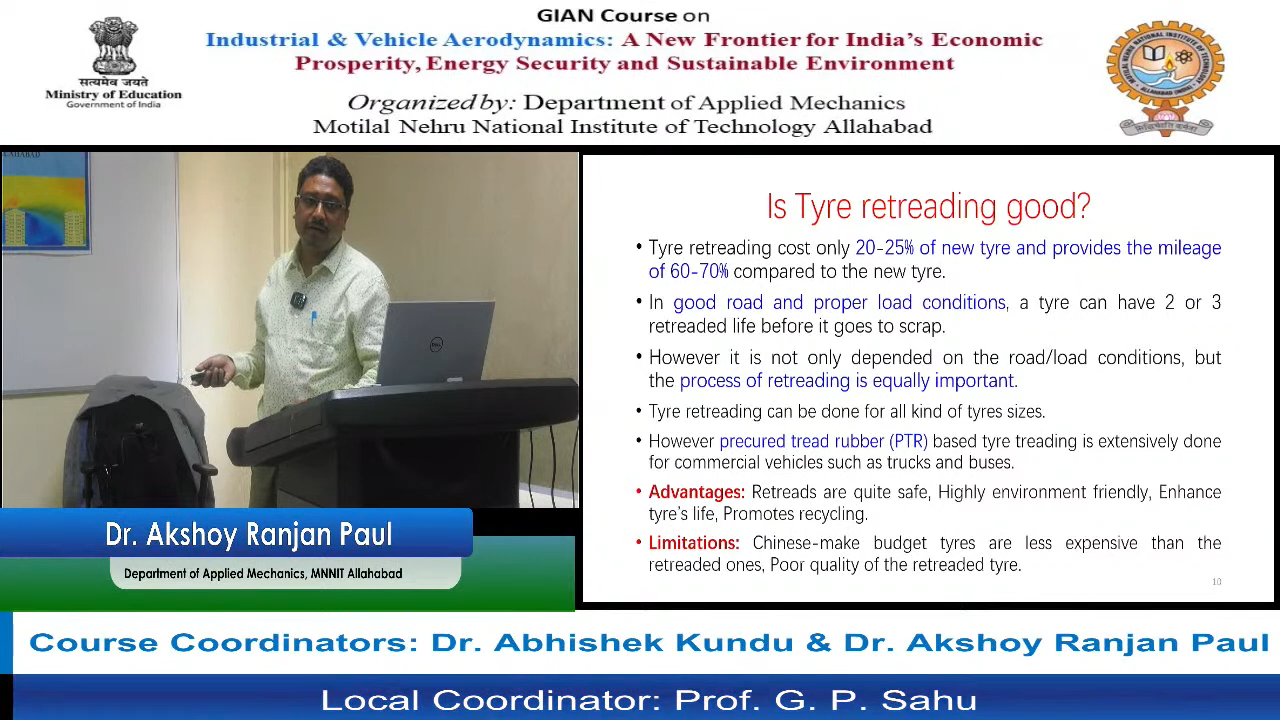 GIAN Course on
Industrial & Vehicle Aerodynamics: A New Frontier for India's Economic
Prosperity, Energy Security and Sustainable Environment
Organized by: Department of Applied Mechanics
Motilal Nehru National Institute of Technology Allahabad
सत्यमेव जयते
Ministry of Education
Government of India
Is Tyre retreading good?
• Tyre retreading cost only 20-25% of new tyre and provides the mileage
of 60-70% compared to the new tyre.
• In good road and proper load conditions, a tyre can have 2 or 3
retreaded life before it goes to scrap.
• However it is not only depended on the road/load conditions, but
the process of retreading is equally important.
• Tyre retreading can be done for all kind of tyres sizes.
• However precured tread rubber (PTR) based tyre treading is extensively done
for commercial vehicles such as trucks and buses.
• Advantages: Retreads are quite safe, Highly environment friendly, Enhance
tyre's life, Promotes recycling.
• Limitations: Chinese-make budget tyres are less expensive than the
retreaded ones, Poor quality of the retreaded tyre.
10
DELL
Dr. Akshoy Ranjan Paul
Department of Applied Mechanics, MNNIT Allahabad
Course Coordinators: Dr. Abhishek Kundu & Dr. Akshoy Ranjan Paul
Local Coordinator: Prof. G. P. Sahu